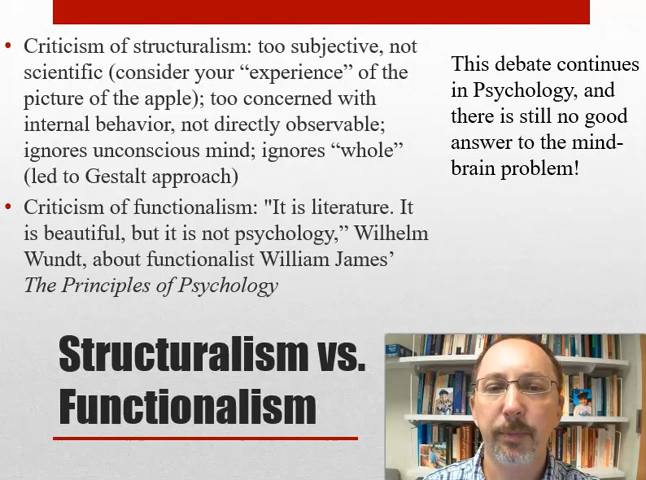 • Criticism of structuralism: too subjective, not
scientific (consider your “experience” of the
picture of the apple); too concerned with
internal behavior, not directly observable;
ignores unconscious mind; ignores “whole”
(led to Gestalt approach)
• Criticism of functionalism: "It is literature. It
is beautiful, but it is not psychology,” Wilhelm
Wundt, about functionalist William James’
The Principles of Psychology
This debate continues
in Psychology, and
there is still no good
answer to the mind-
brain problem!
Structuralism vs.
Functionalism